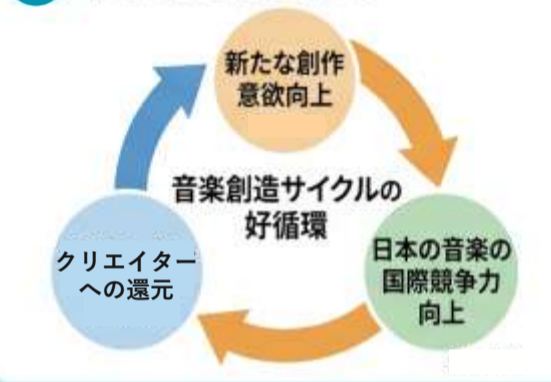 新たな創作
意欲向上
音楽創造サイクルの
好循環
日本の音楽の
国際競争力
向上
クリエイター
への還元